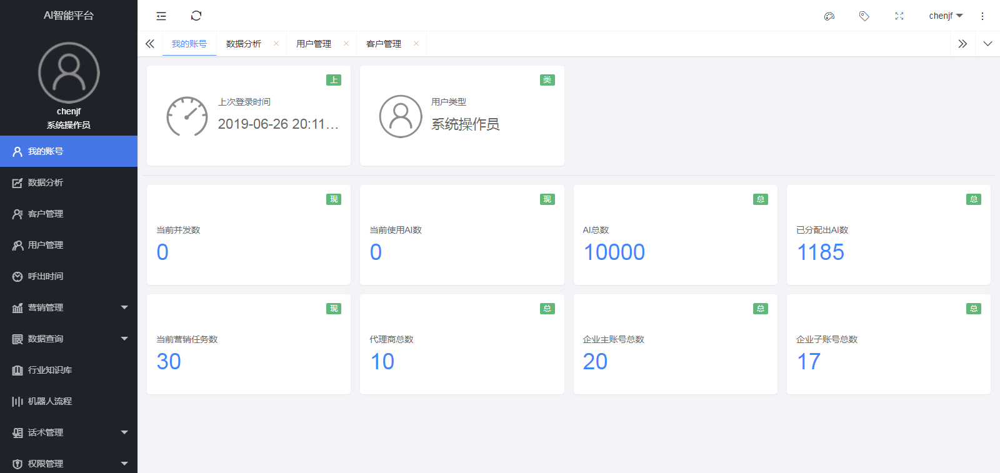 AI智能平台
chenjf
系统操作员
我的账号
数据分析
客户管理
用户管理
呼出时间
营销管理
数据查询
行业知识库
机器人流程
话术管理
权限管理
chenjf
我的账号 数据分析 用户管理 客户管理
上
上次登录时间
2019-06-26 20:11...
类
用户类型
系统操作员
现
当前并发数
0
现
当前使用AI数
0
总
AI总数
10000
总
已分配出AI数
1185
现
当前营销任务数
30
总
代理商总数
10
总
企业主账号总数
20
总
企业子账号总数
17